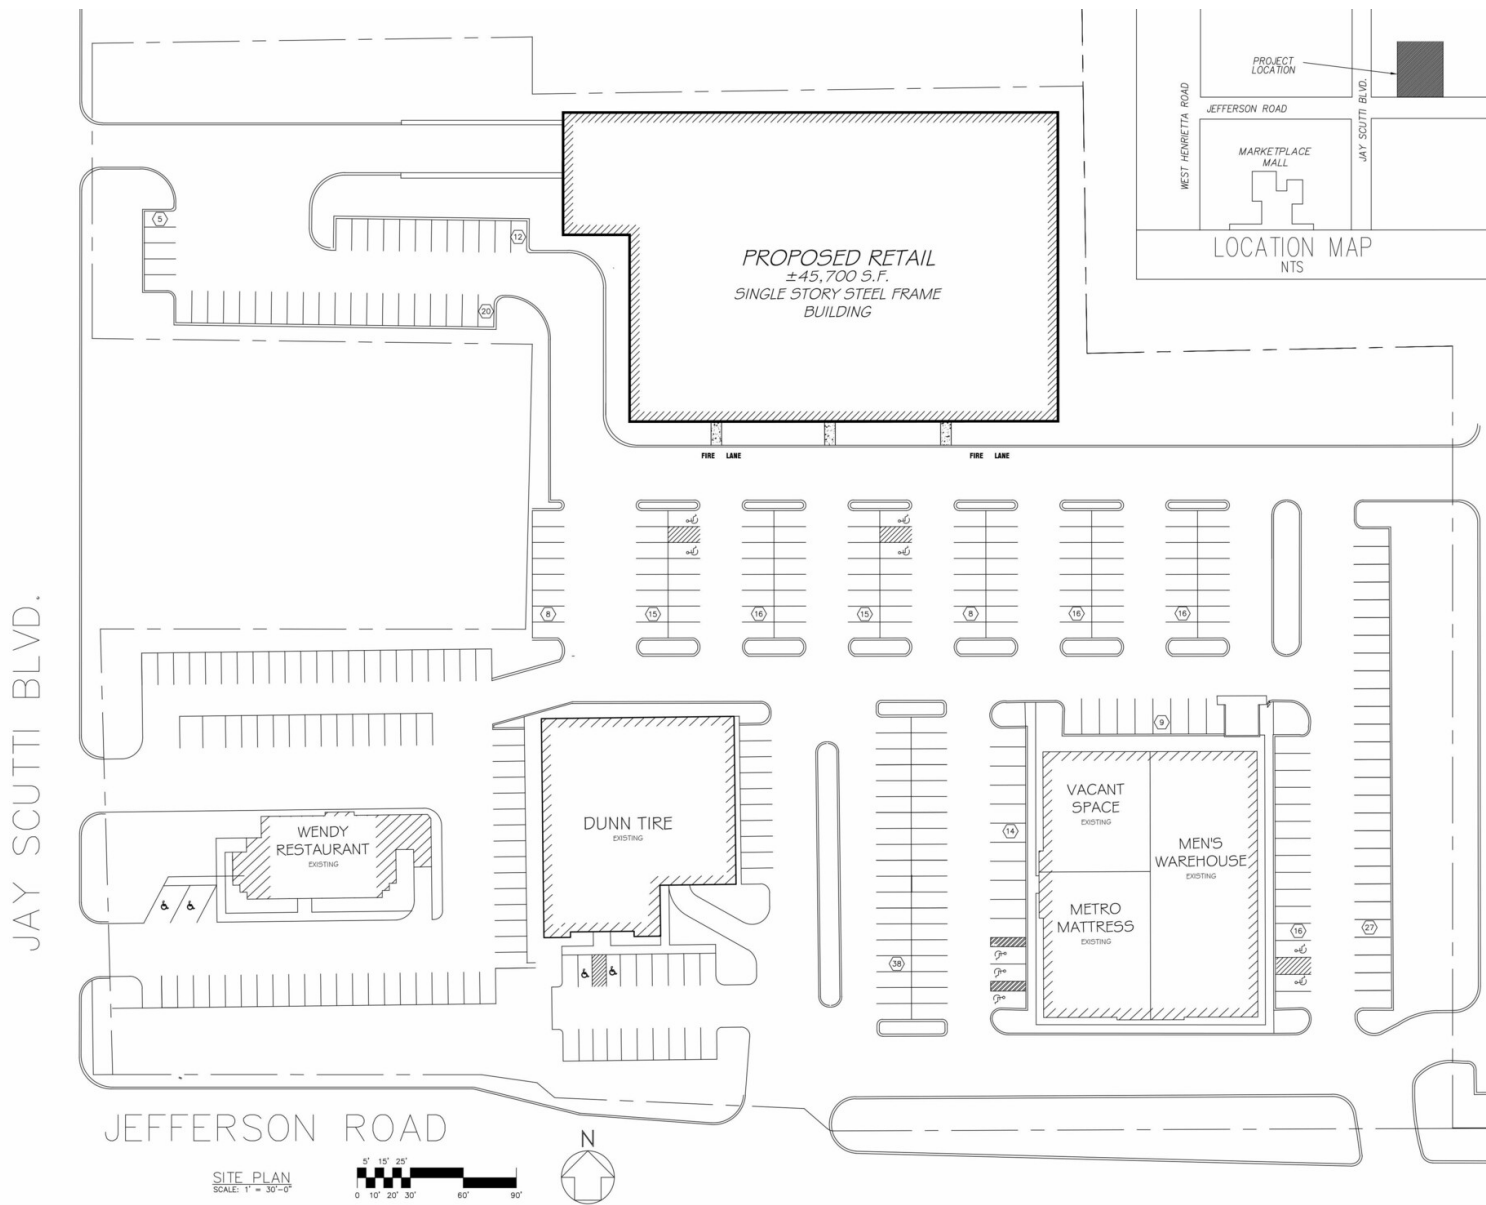 PROJECT
LOCATION
WEST HENRIETTA ROAD
JEFFERSON ROAD
JAY SCUTTI BLVD.
MARKETPLACE
MALL
LOCATION MAP
NTS
5
12
20
PROPOSED RETAIL
±45,700 S.F.
SINGLE STORY STEEL FRAME
BUILDING
FIRE LANE
FIRE LANE
8
15
16
15
8
16
16
JAY SCUTTI BLVD.
9
WENDY
RESTAURANT
EXISTING
DUNN TIRE
EXISTING
VACANT
SPACE
EXISTING
14
MEN'S
WAREHOUSE
EXISTING
METRO
MATTRESS
EXISTING
38
16
27
JEFFERSON ROAD
SITE PLAN
SCALE: 1' = 30'-0"
5' 15' 25'
0 10' 20' 30' 60' 90'
N